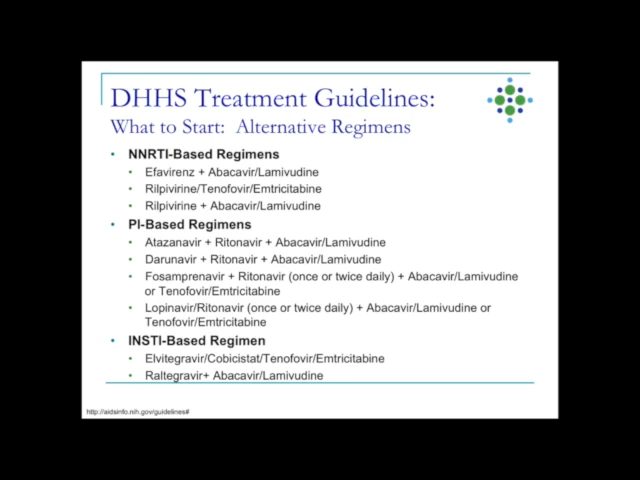 DHHS Treatment Guidelines:
What to Start: Alternative Regimens
• NNRTI-Based Regimens
• Efavirenz + Abacavir/Lamivudine
• Rilpivirine/Tenofovir/Emtricitabine
• Rilpivirine + Abacavir/Lamivudine
• PI-Based Regimens
• Atazanavir + Ritonavir + Abacavir/Lamivudine
• Darunavir + Ritonavir + Abacavir/Lamivudine
• Fosamprenavir + Ritonavir (once or twice daily) + Abacavir/Lamivudine
or Tenofovir/Emtricitabine
• Lopinavir/Ritonavir (once or twice daily) + Abacavir/Lamivudine or
Tenofovir/Emtricitabine
• INSTI-Based Regimen
• Elvitegravir/Cobicistat/Tenofovir/Emtricitabine
• Raltegravir+ Abacavir/Lamivudine
http://aidsinfo.nih.gov/guidelines#